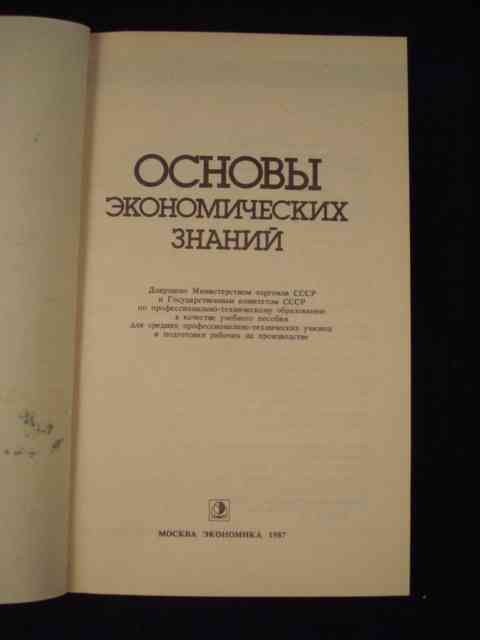 ОСНОВЫ
ЭКОНОМИЧЕСКИХ
ЗНАНИЙ
Допущено Министерством торговли СССР
и Государственным комитетом СССР
по профессионально-техническому образованию
в качестве учебного пособия
для средних профессионально-технических училищ
и подготовки рабочих на производстве
МОСКВА ЭКОНОМИКА 1987